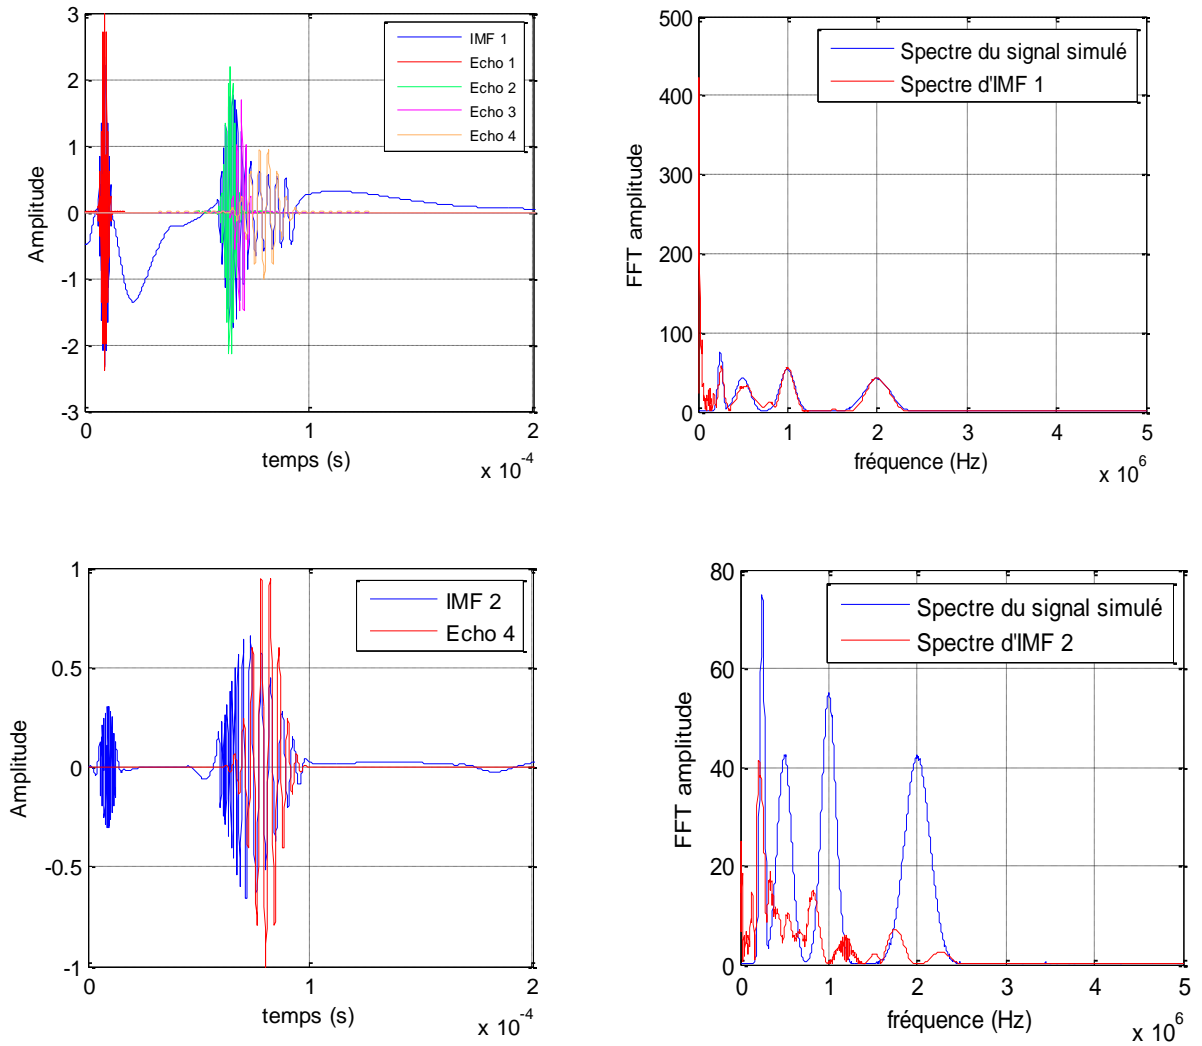 3
2
1
0
-1
-2
-3
Amplitude
0
1
2
temps (s)
x 10-4
IMF 1
Echo 1
Echo 2
Echo 3
Echo 4
500
400
300
200
100
0
FFT amplitude
0
1
2
3
4
5
fréquence (Hz)
x 10 6
Spectre du signal simulé
Spectre d'IMF 1
1
0.5
0
-0.5
-1
Amplitude
0
1
2
temps (s)
x 10-4
IMF 2
Echo 4
80
60
40
20
0
FFT amplitude
0
1
2
3
4
5
fréquence (Hz)
x 10 6
Spectre du signal simulé
Spectre d'IMF 2